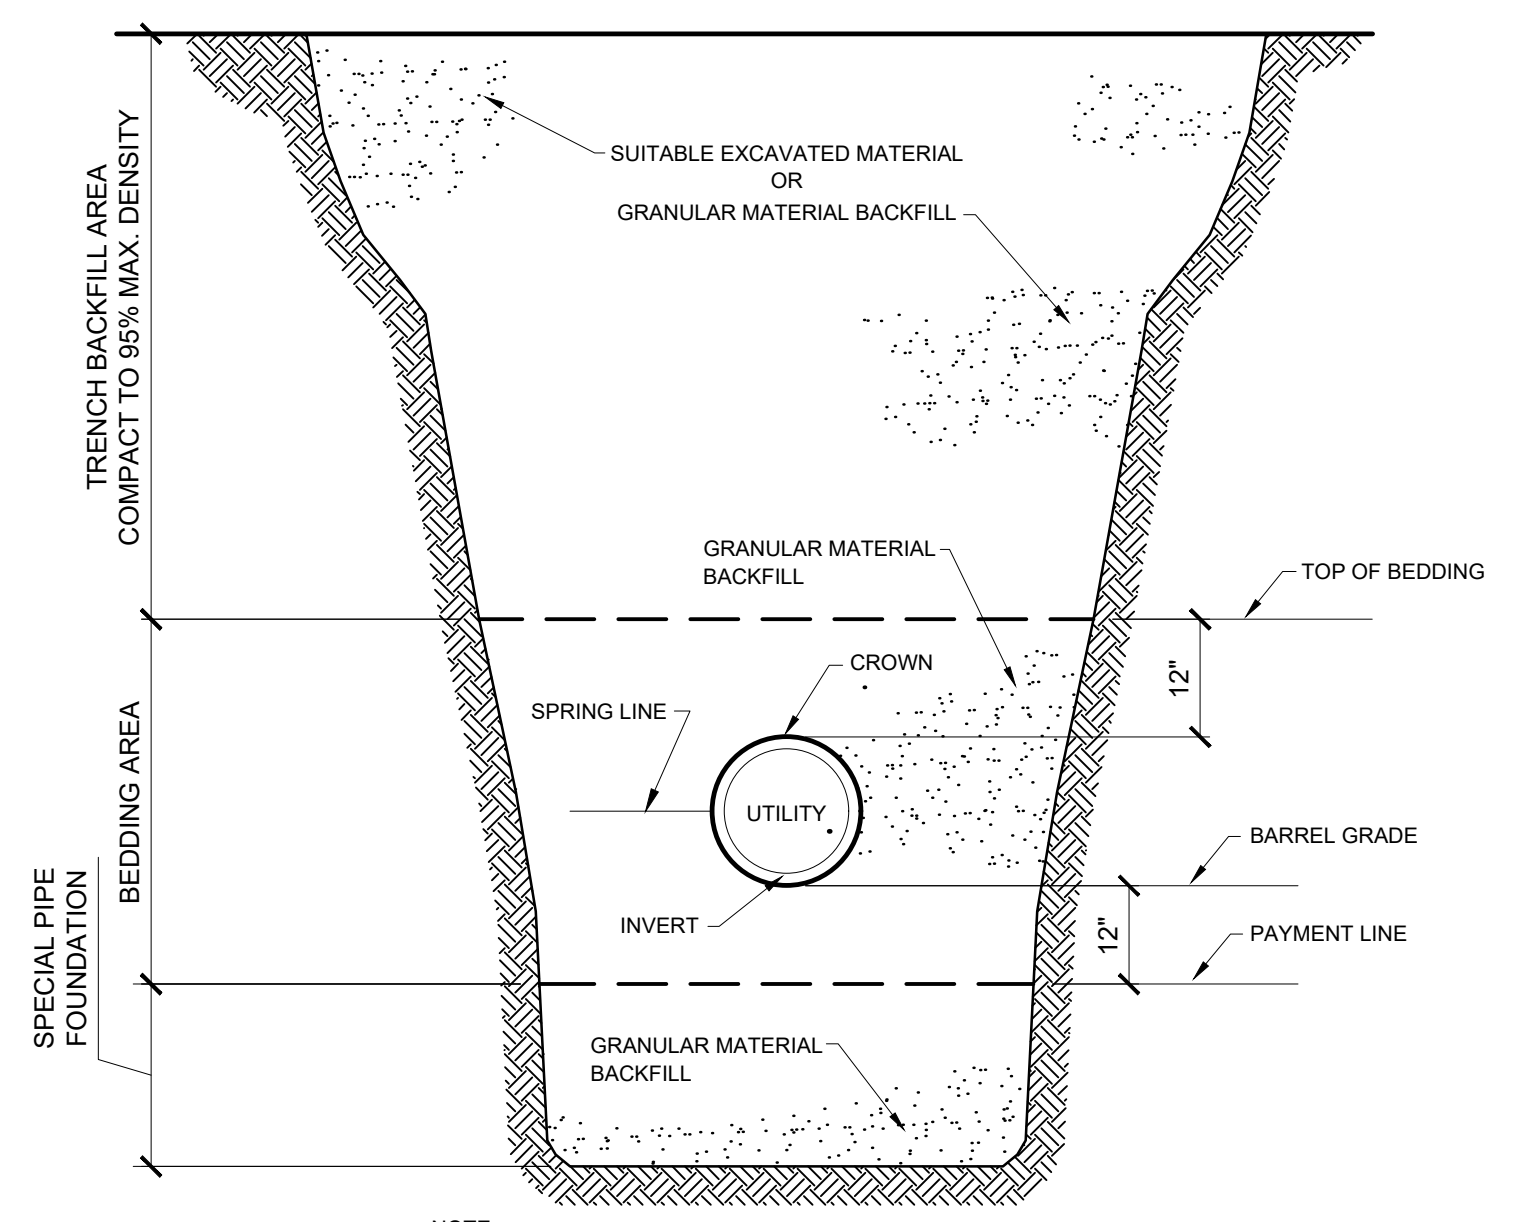 TRENCH BACKFILL AREA
COMPACT TO 95% MAX. DENSITY
SUITABLE EXCAVATED MATERIAL
OR
GRANULAR MATERIAL BACKFILL
GRANULAR MATERIAL
BACKFILL
TOP OF BEDDING
12"
CROWN
SPRING LINE
BEDDING AREA
UTILITY
BARREL GRADE
INVERT
12"
PAYMENT LINE
SPECIAL PIPE
FOUNDATION
GRANULAR MATERIAL
BACKFILL